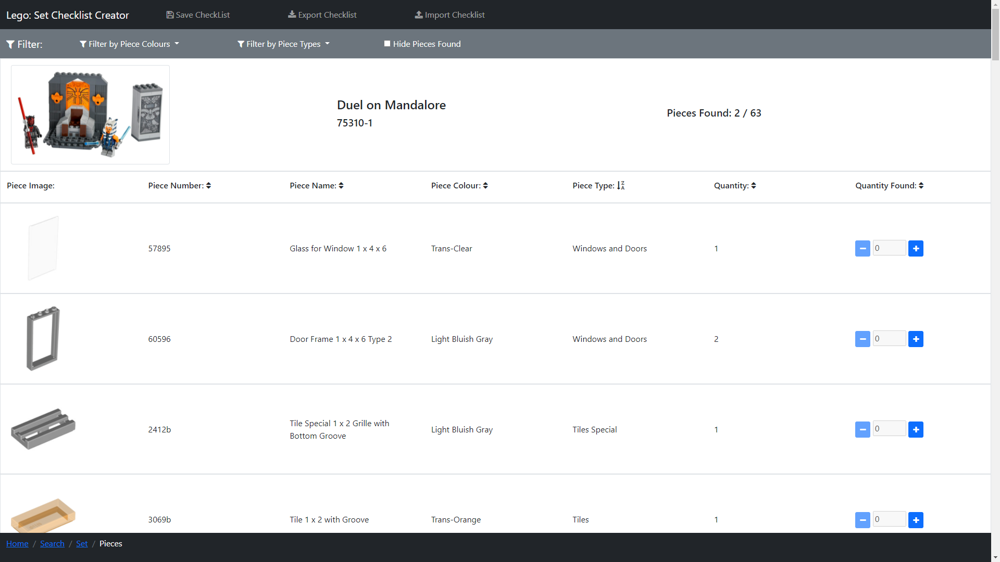 Lego: Set Checklist Creator Save CheckList Export Checklist Import Checklist
Filter: Filter by Piece Colours Filter by Piece Types Hide Pieces Found
Duel on Mandalore
75310-1
Pieces Found: 2 / 63
Piece Image: Piece Number: Piece Name: Piece Colour: Piece Type: Quantity: Quantity Found:
57895 Glass for Window 1 x 4 x 6 Trans-Clear Windows and Doors 1 0
60596 Door Frame 1 x 4 x 6 Type 2 Light Bluish Gray Windows and Doors 2 0
2412b Tile Special 1 x 2 Grille with
Bottom Groove Light Bluish Gray Tiles Special 1 0
3069b Tile 1 x 2 with Groove Trans-Orange Tiles 1 0
Home / Search / Set / Pieces